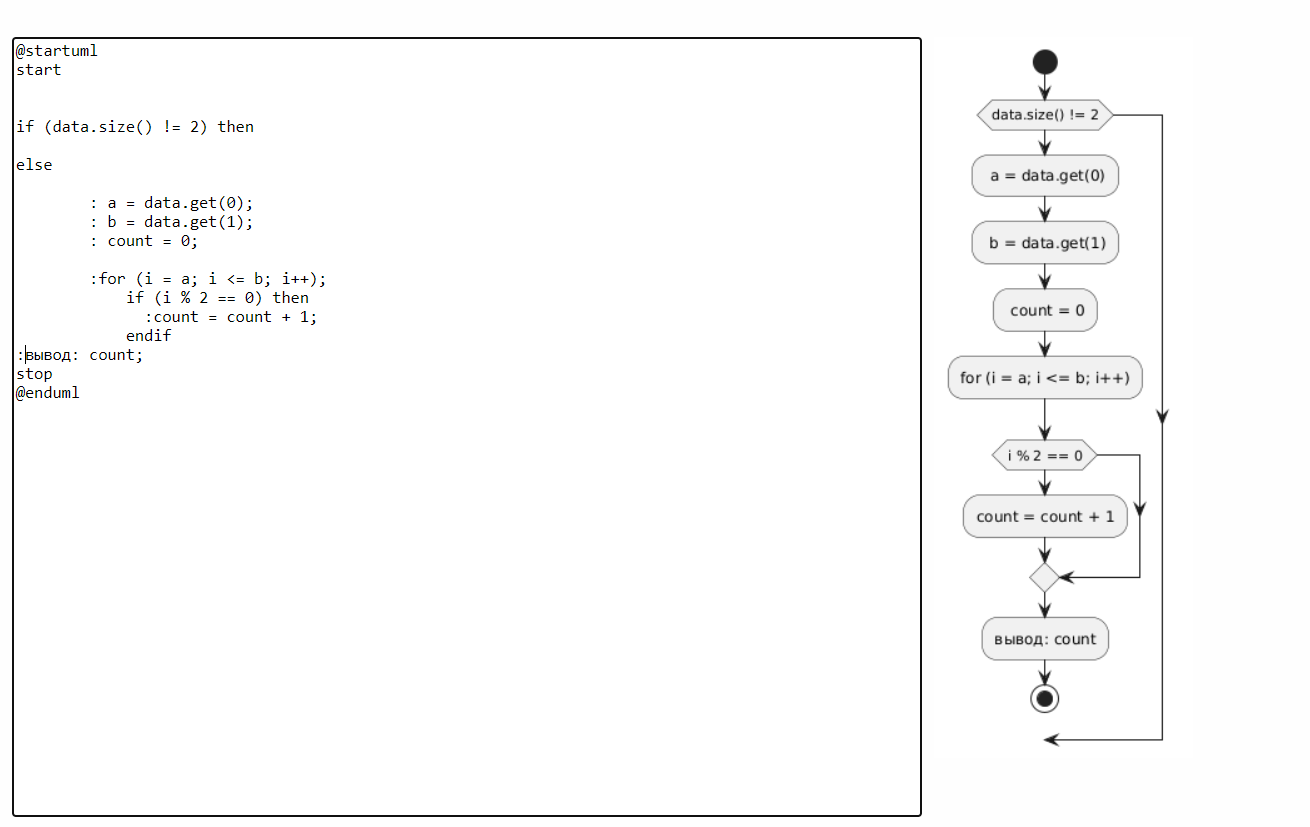 @startuml
start
if (data.size() != 2) then
else
: a = data.get(0);
: b = data.get(1);
: count = 0;
:for (i = a; i <= b; i++);
if (i % 2 == 0) then
:count = count + 1;
endif
:вывод: count;
stop
@enduml
data.size() != 2
a = data.get(0)
b = data.get(1)
count = 0
for (i = a; i <= b; i++)
i % 2 == 0
count = count + 1
вывод: count